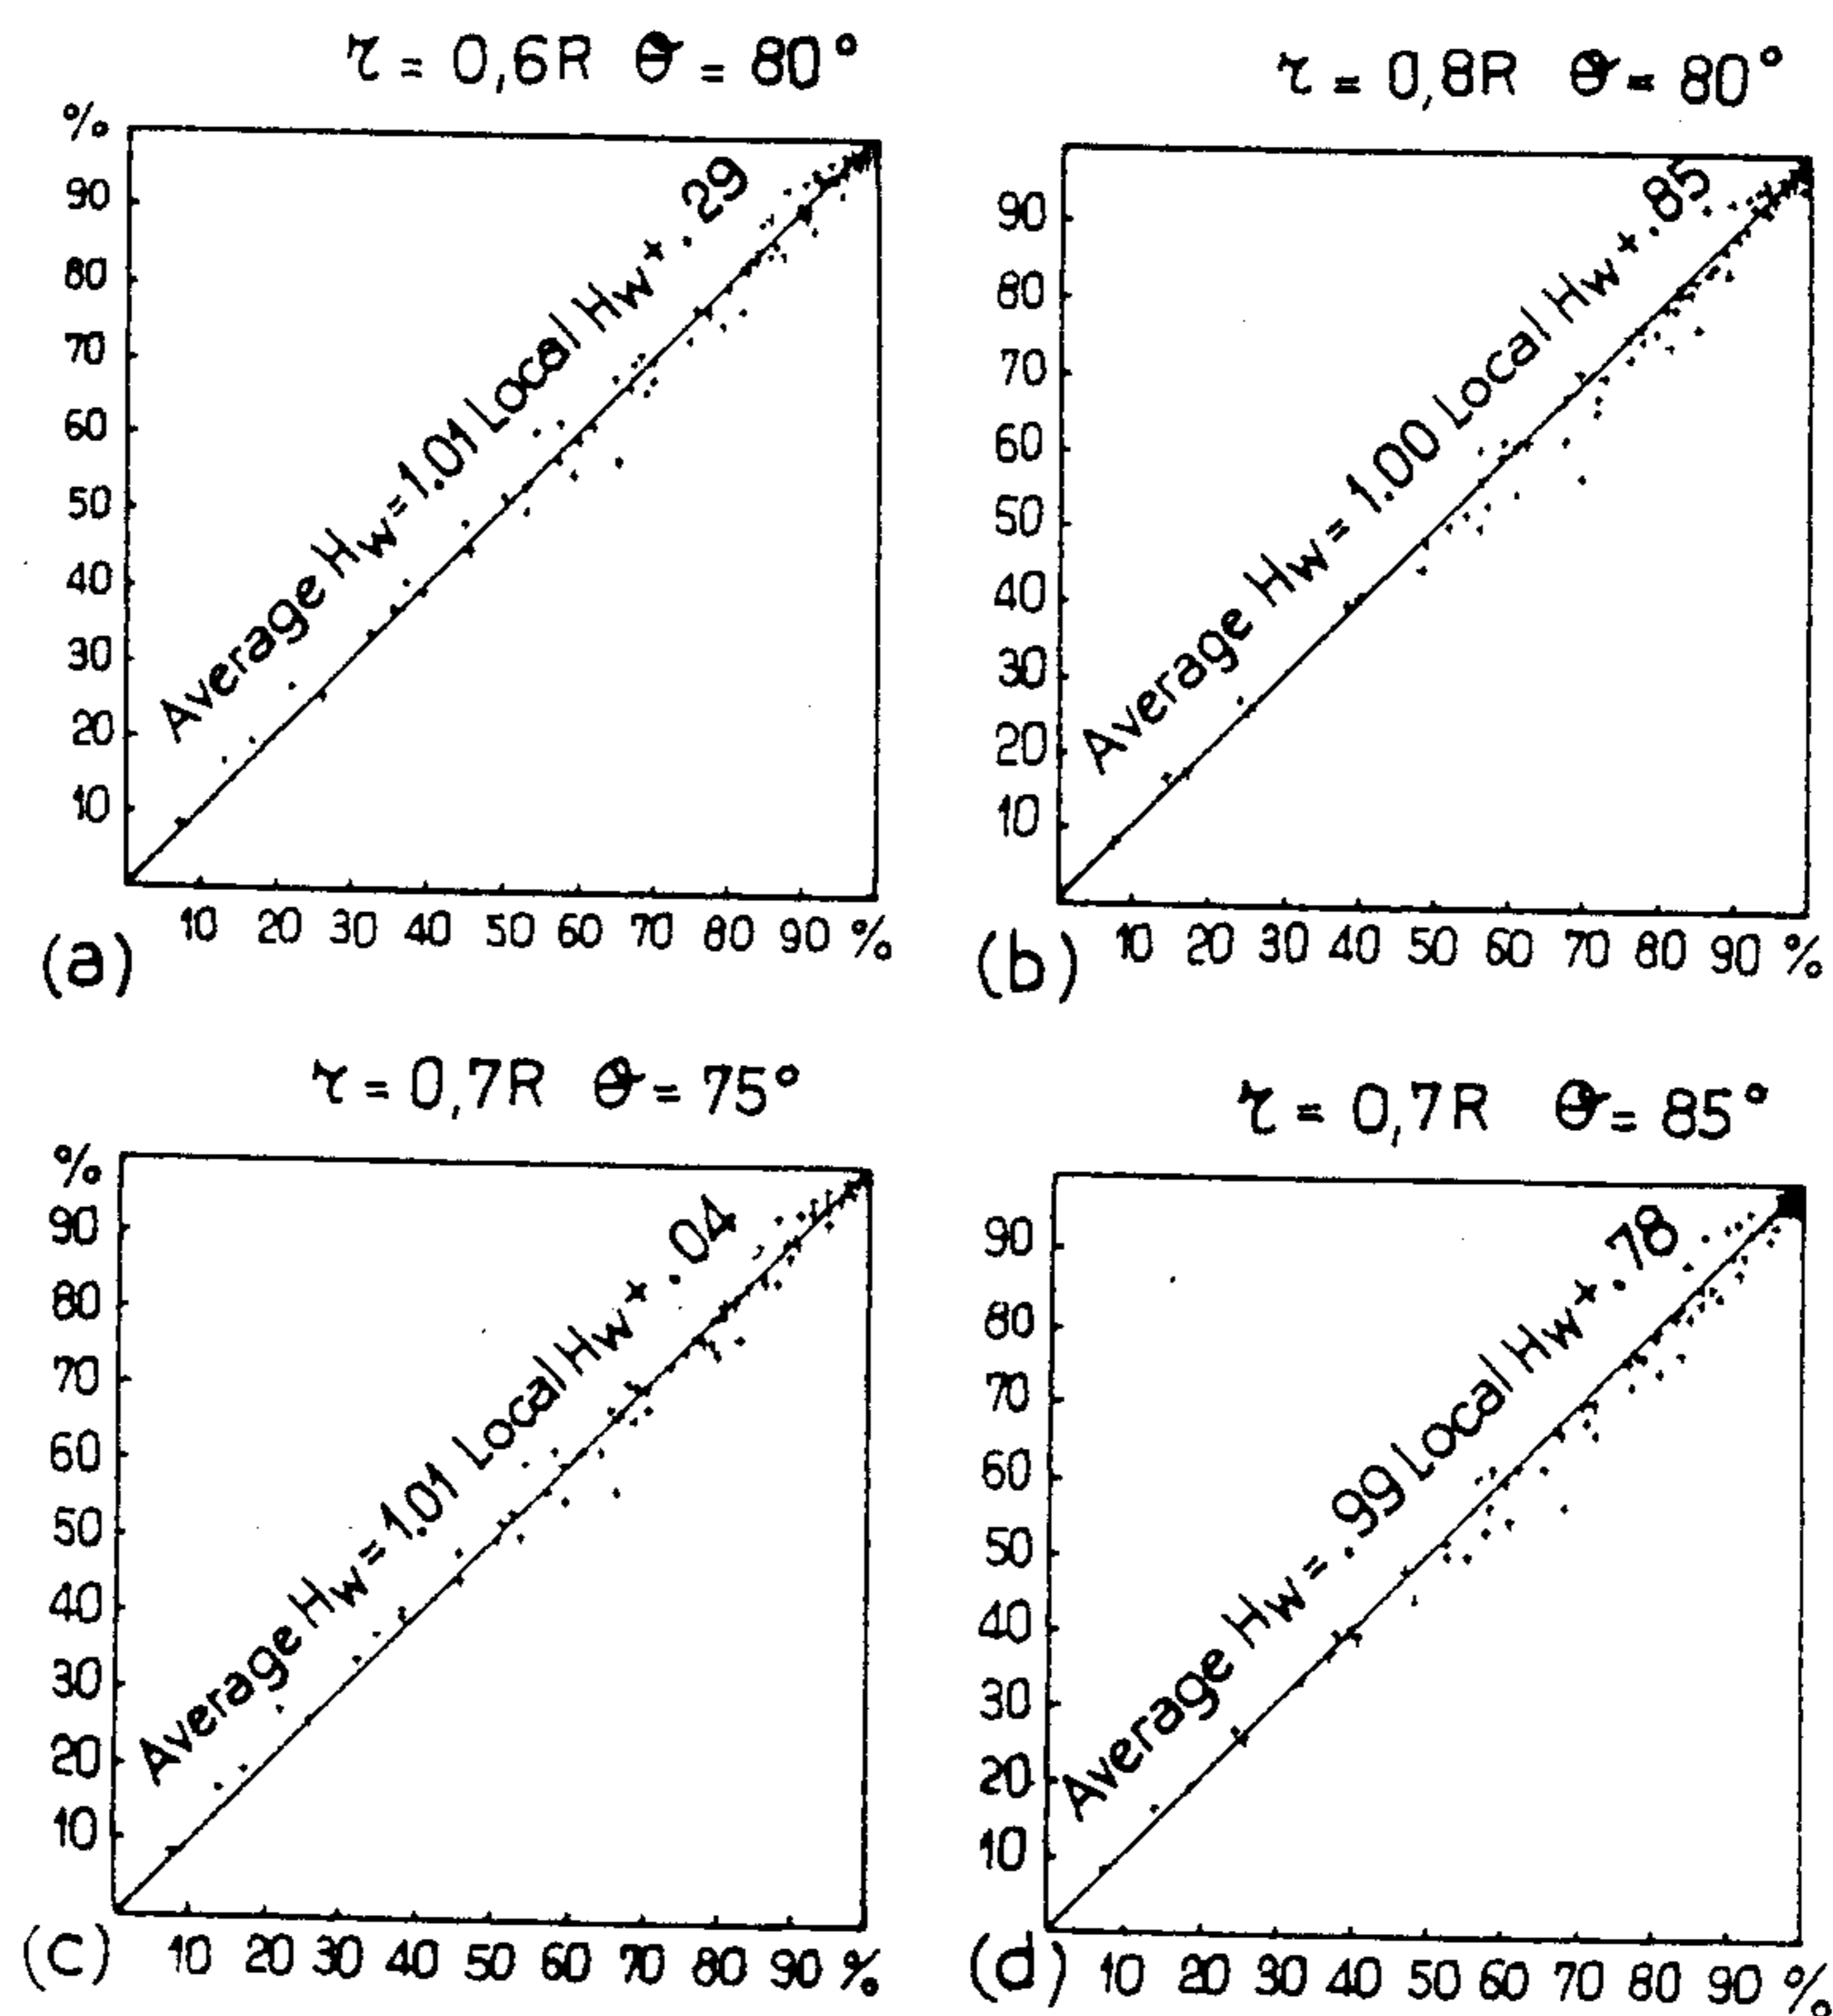 τ = 0,6R θ = 80°
%
90
80
70
60
50
40
30
20
10
Average Hw = 1.01 Local Hw + .29
10 20 30 40 50 60 70 80 90 %
(a)
τ = 0,8R θ = 80°
90
80
70
60
50
40
30
20
10
Average Hw = 1.00 Local Hw + .85
10 20 30 40 50 60 70 80 90 %
(b)
τ = 0,7R θ = 75°
%
90
80
70
60
50
40
30
20
10
Average Hw = 1.01 Local Hw + .04
10 20 30 40 50 60 70 80 90 %
(c)
τ = 0,7R θ = 85°
90
80
70
60
50
40
30
20
10
Average Hw = .99 Local Hw + .78
10 20 30 40 50 60 70 80 90 %
(d)